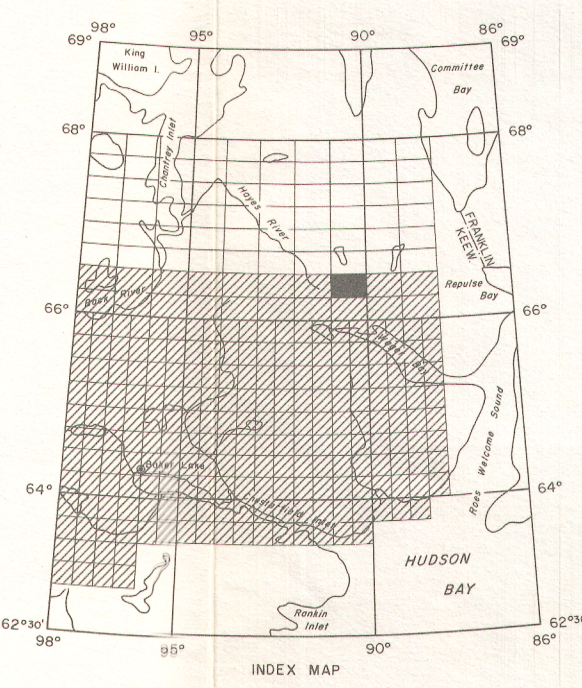 98°
95°
90°
86°
69°
69°
King
William I.
Committee
Bay
68°
68°
Chantrey Inlet
Hayes
River
FRANKLIN
KEEW.
Back River
Repulse
Bay
66°
66°
Wager Bay
Roes Welcome Sound
Baker Lake
64°
64°
Chesterfield Inlet
HUDSON
BAY
Rankin
Inlet
62°30'
62°30'
98°
95°
90°
86°
INDEX MAP